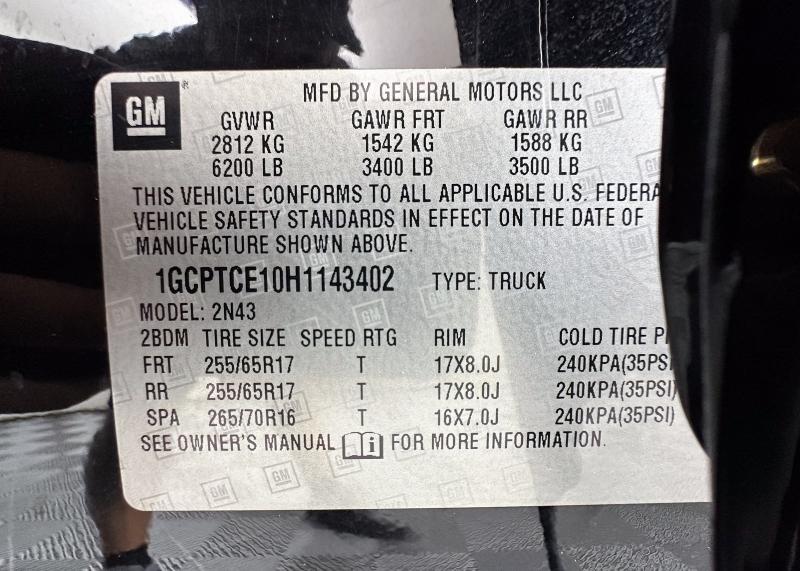 GM
MFD BY GENERAL MOTORS LLC
GVWR GAWR FRT GAWR RR
2812 KG 1542 KG 1588 KG
6200 LB 3400 LB 3500 LB
THIS VEHICLE CONFORMS TO ALL APPLICABLE U.S. FEDERA
VEHICLE SAFETY STANDARDS IN EFFECT ON THE DATE OF
MANUFACTURE SHOWN ABOVE.
1GCPTCE10H1143402 TYPE: TRUCK
MODEL: 2N43
2BDM TIRE SIZE SPEED RTG RIM COLD TIRE P
FRT 255/65R17 T 17X8.0J 240KPA(35PSI
RR 255/65R17 T 17X8.0J 240KPA(35PSI)
SPA 265/70R16 T 16X7.0J 240KPA(35PSI)
SEE OWNER'S MANUAL i FOR MORE INFORMATION.